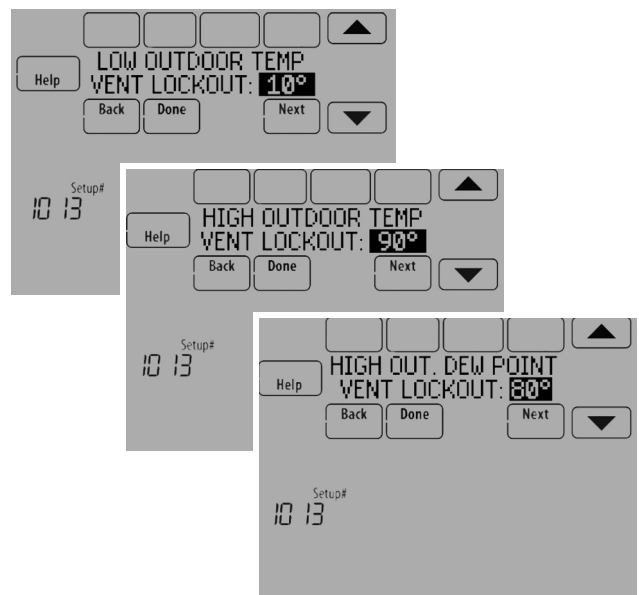 LOW OUTDOOR TEMP
Help
VENT LOCKOUT: 10°
Back Done Next
Setup#
10 13
HIGH OUTDOOR TEMP
Help
VENT LOCKOUT: 90°
Back Done Next
Setup#
10 13
HIGH OUT. DEW POINT
Help
VENT LOCKOUT: 80°
Back Done Next
Setup#
10 13